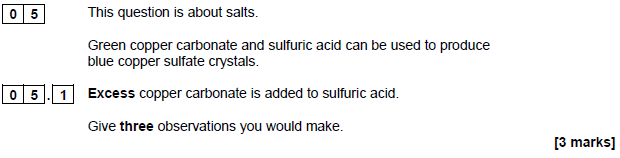 0 5 This question is about salts.
Green copper carbonate and sulfuric acid can be used to produce
blue copper sulfate crystals.
0 5 . 1 Excess copper carbonate is added to sulfuric acid.
Give three observations you would make.
[3 marks]